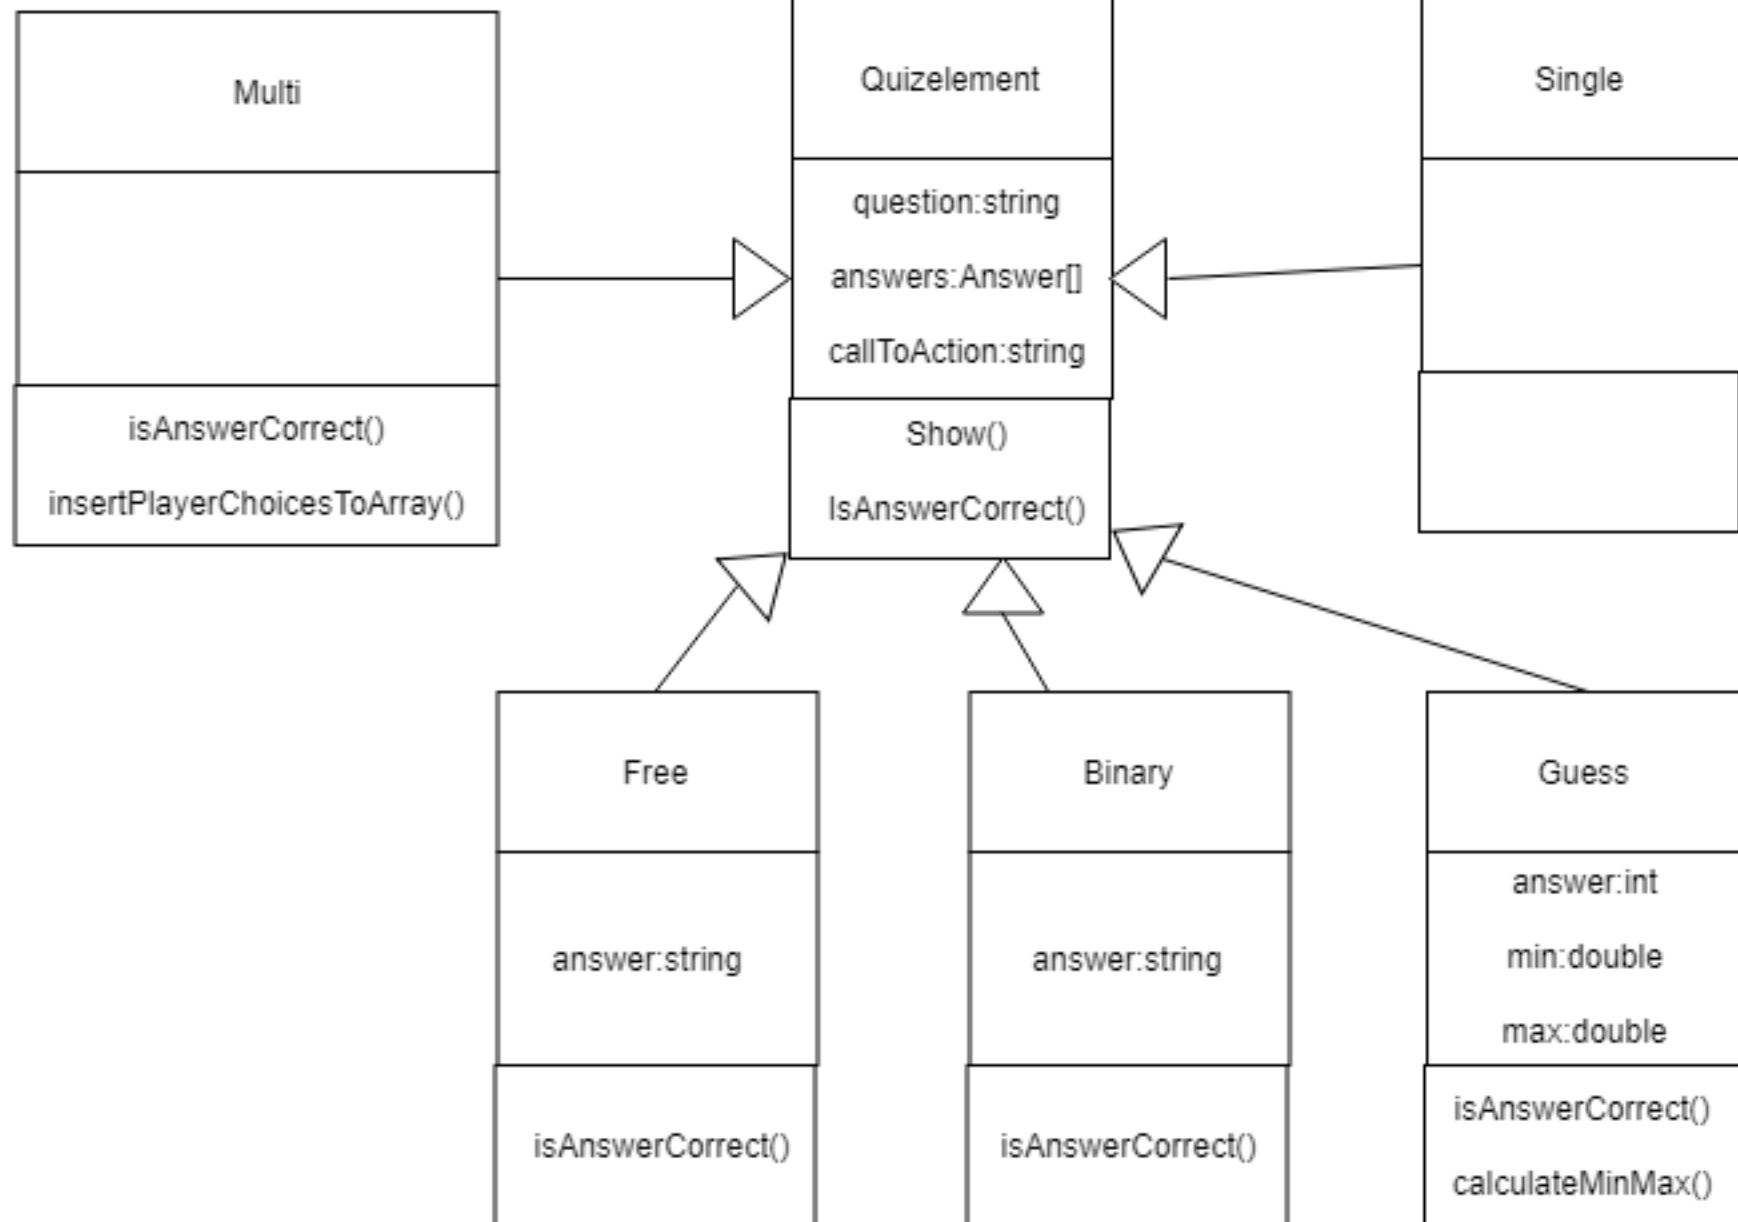 Multi
isAnswerCorrect()
insertPlayerChoicesToArray()
Quizelement
question:string
answers:Answer[]
callToAction:string
Show()
IsAnswerCorrect()
Single
Free
answer:string
isAnswerCorrect()
Binary
answer:string
isAnswerCorrect()
Guess
answer:int
min:double
max:double
isAnswerCorrect()
calculateMinMax()